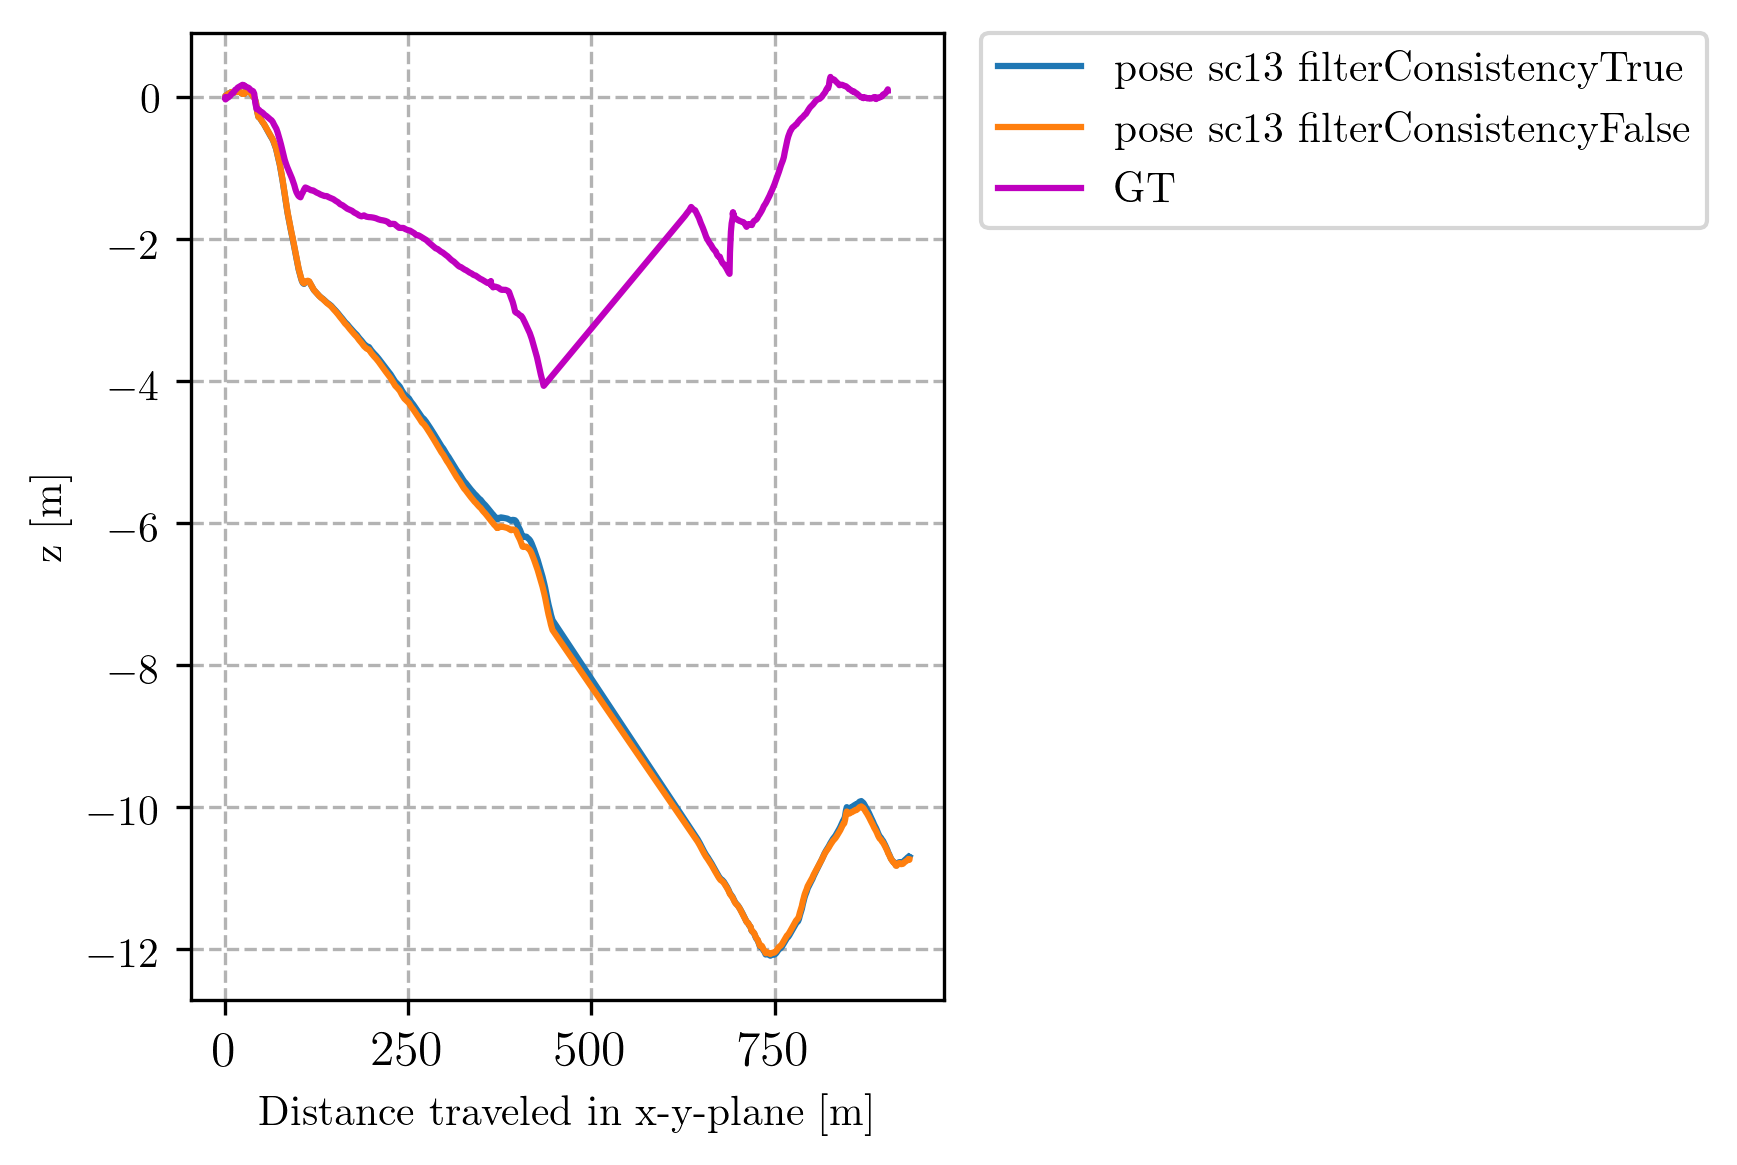 pose sc13 filterConsistencyTrue
pose sc13 filterConsistencyFalse
GT
0
−2
−4
−6
−8
−10
−12
z [m]
0 250 500 750
Distance traveled in x-y-plane [m]